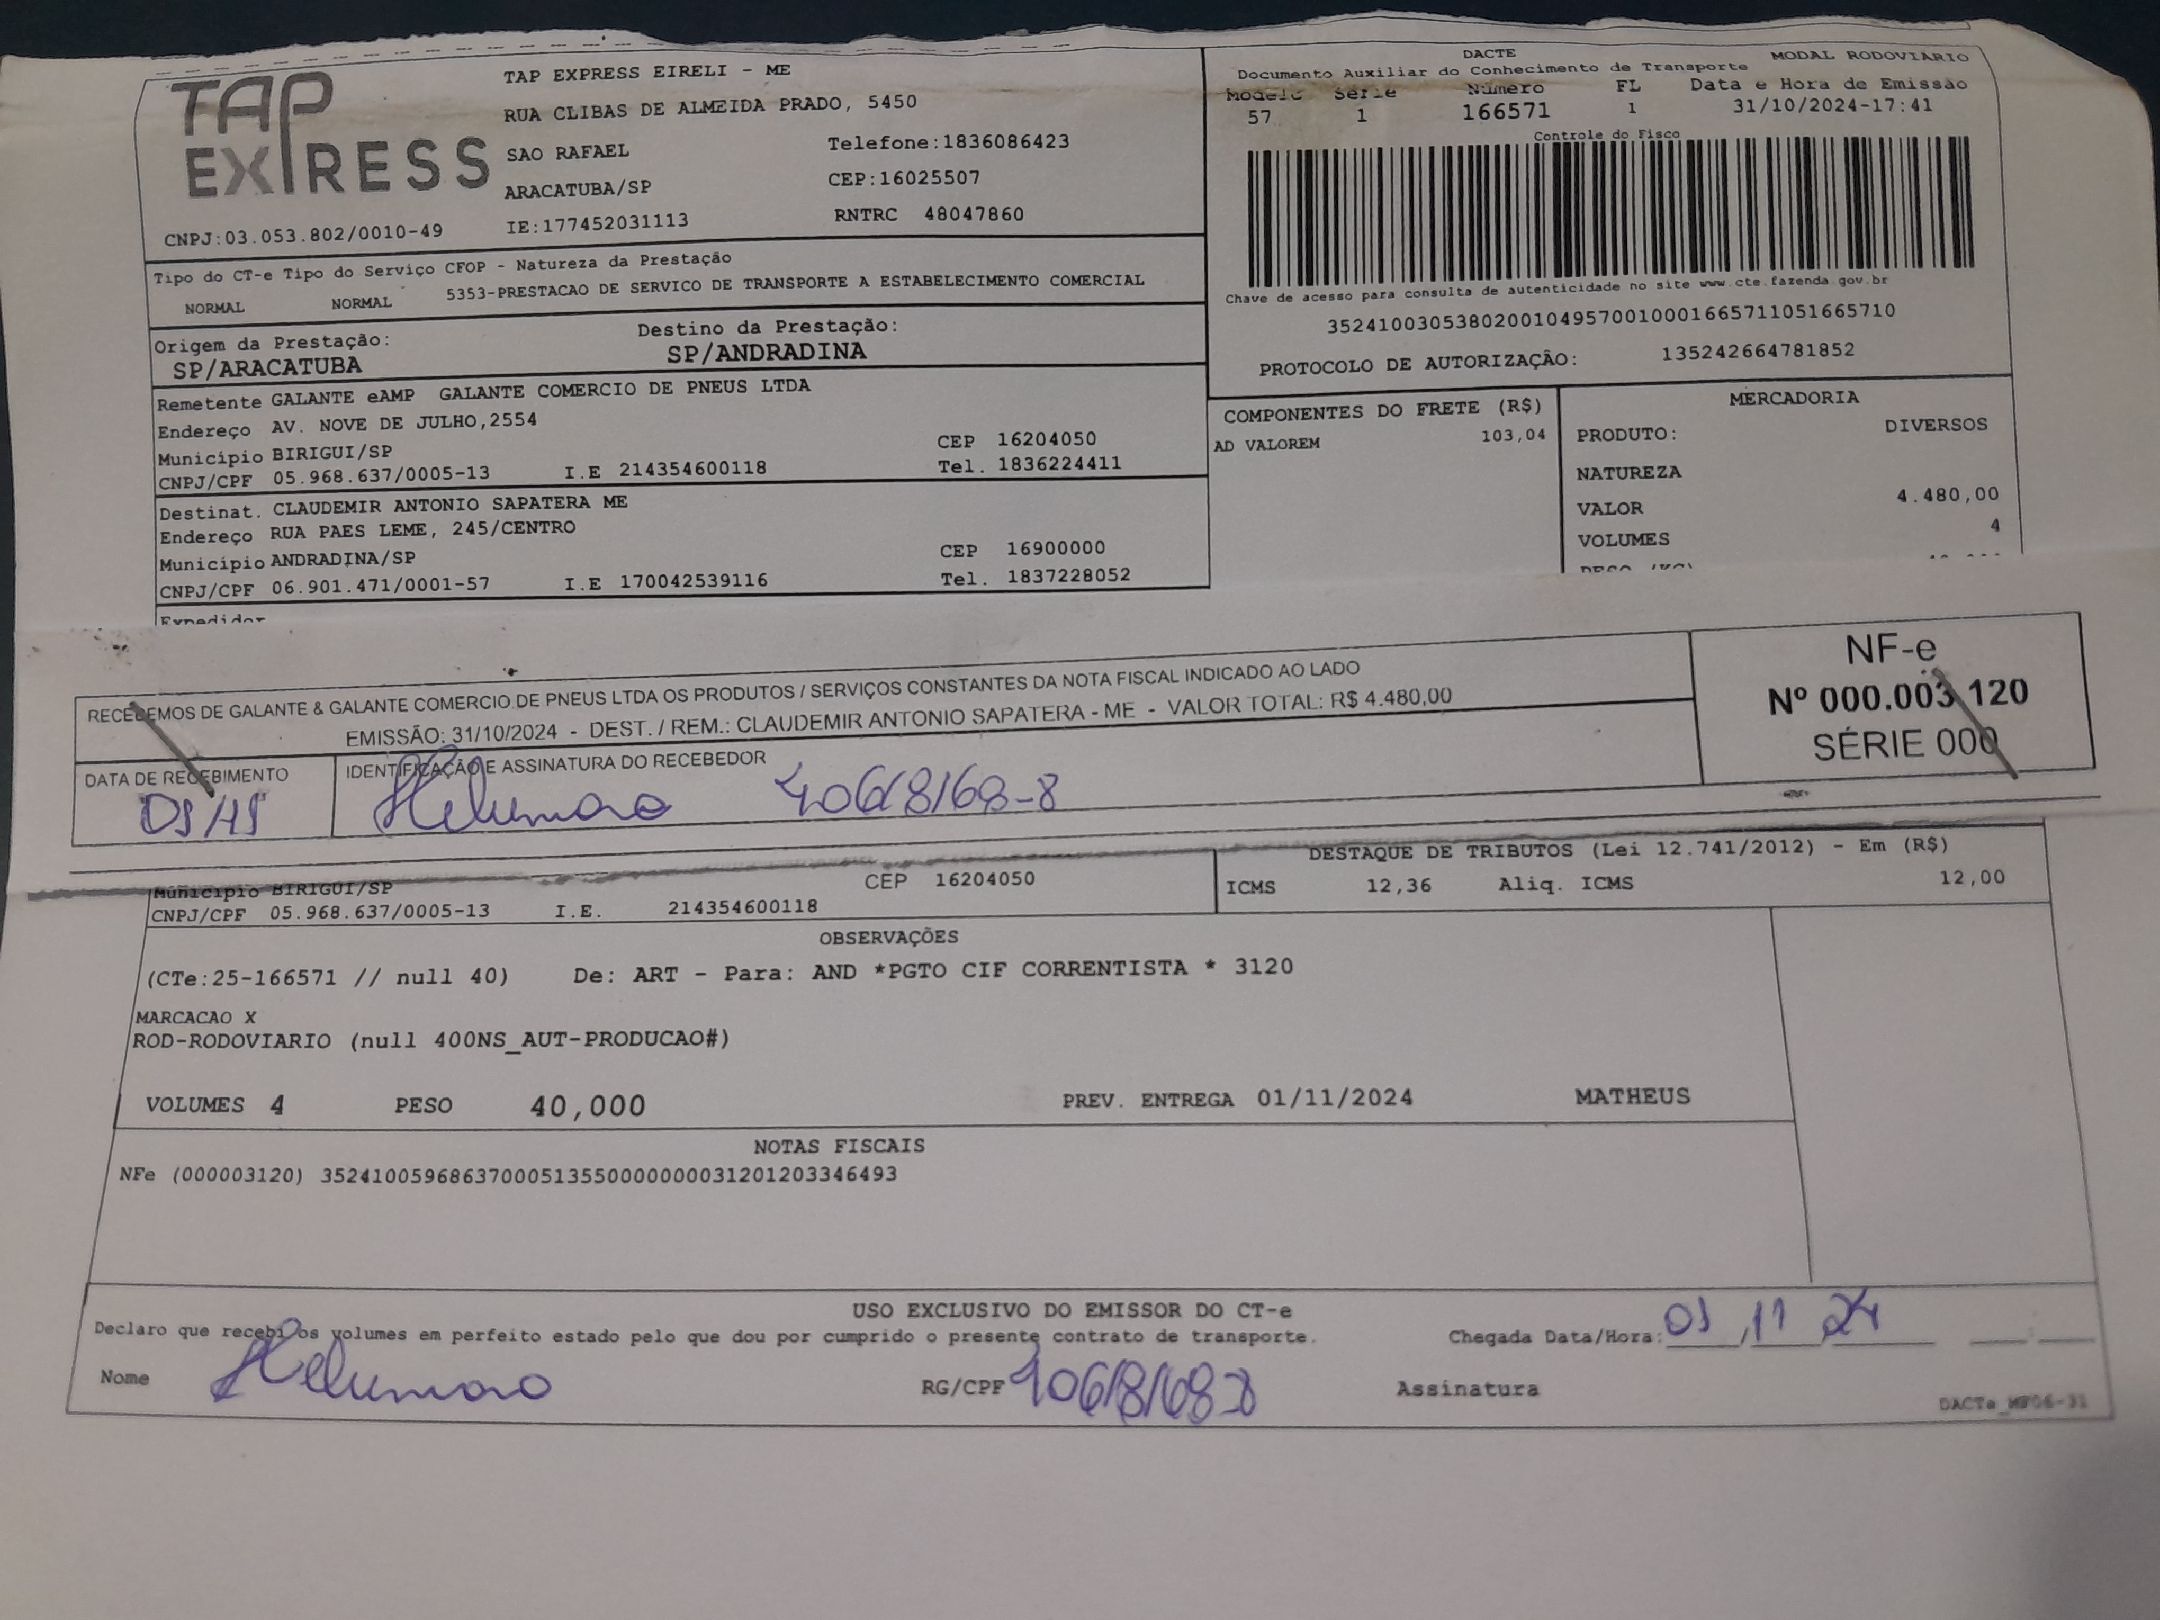 TAP EXPRESS
TAP EXPRESS EIRELI - ME
RUA CLIBAS DE ALMEIDA PRADO, 5450
SAO RAFAEL Telefone:1836086423
ARACATUBA/SP CEP:16025507
CNPJ:03.053.802/0010-49 IE:177452031113 RNTRC 48047860
DACTE MODAL RODOVIÁRIO
Documento Auxiliar do Conhecimento de Transporte
Modelo Série Número FL Data e Hora de Emissão
57 1 166571 1 31/10/2024-17:41
Controle do Fisco
Chave de acesso para consulta de autenticidade no site www.cte.fazenda.gov.br
35241003053802001049570010001665711051665710
PROTOCOLO DE AUTORIZAÇÃO: 135242664781852
Tipo do CT-e Tipo do Serviço CFOP - Natureza da Prestação
NORMAL NORMAL 5353-PRESTACAO DE SERVICO DE TRANSPORTE A ESTABELECIMENTO COMERCIAL
Origem da Prestação: Destino da Prestação:
SP/ARACATUBA SP/ANDRADINA
Remetente GALANTE eAMP GALANTE COMERCIO DE PNEUS LTDA
Endereço AV. NOVE DE JULHO,2554
Município BIRIGUI/SP CEP 16204050
CNPJ/CPF 05.968.637/0005-13 I.E 214354600118 Tel. 1836224411
Destinat. CLAUDEMIR ANTONIO SAPATERA ME
Endereço RUA PAES LEME, 245/CENTRO
Município ANDRADINA/SP CEP 16900000
CNPJ/CPF 06.901.471/0001-57 I.E 170042539116 Tel. 1837228052
Expedidor
COMPONENTES DO FRETE (R$)
AD VALOREM 103,04
MERCADORIA
PRODUTO: DIVERSOS
NATUREZA
VALOR 4.480,00
VOLUMES 4
PESO (KG)
RECEBEMOS DE GALANTE & GALANTE COMERCIO DE PNEUS LTDA OS PRODUTOS / SERVIÇOS CONSTANTES DA NOTA FISCAL INDICADO AO LADO
EMISSÃO: 31/10/2024 - DEST. / REM.: CLAUDEMIR ANTONIO SAPATERA - ME - VALOR TOTAL: R$ 4.480,00
NF-e
Nº 000.003.120
SÉRIE 000
DATA DE RECEBIMENTO IDENTIFICAÇÃO E ASSINATURA DO RECEBEDOR
Município BIRIGUI/SP CEP 16204050
CNPJ/CPF 05.968.637/0005-13 I.E. 214354600118
DESTAQUE DE TRIBUTOS (Lei 12.741/2012) - Em (R$)
ICMS 12,36 Aliq. ICMS 12,00
OBSERVAÇÕES
(CTe:25-166571 // null 40) De: ART - Para: AND *PGTO CIF CORRENTISTA * 3120
MARCACAO X
ROD-RODOVIARIO (null 400NS_AUT-PRODUCAO#)
VOLUMES 4 PESO 40,000 PREV. ENTREGA 01/11/2024 MATHEUS
NOTAS FISCAIS
NFe (000003120) 35241005968637000513550000000031201203346493
USO EXCLUSIVO DO EMISSOR DO CT-e
Declaro que recebi os volumes em perfeito estado pelo que dou por cumprido o presente contrato de transporte. Chegada Data/Hora:
Nome RG/CPF Assinatura